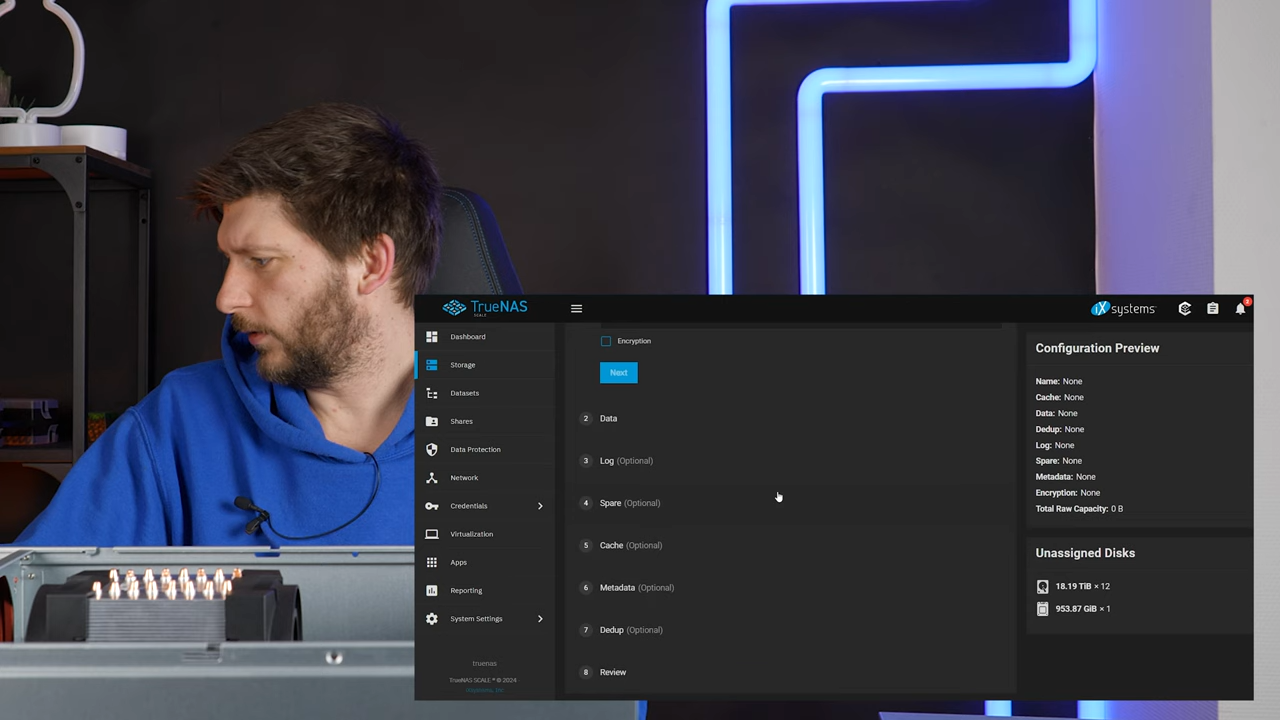 TrueNAS
SCALE
iXsystems
2
Dashboard
Storage
Datasets
Shares
Data Protection
Network
Credentials
Virtualization
Apps
Reporting
System Settings
truenas
TrueNAS SCALE ® © 2024
Encryption
Next
2 Data
3 Log (Optional)
4 Spare (Optional)
5 Cache (Optional)
6 Metadata (Optional)
7 Dedup (Optional)
8 Review
Configuration Preview
Name: None
Cache: None
Data: None
Dedup: None
Log: None
Spare: None
Metadata: None
Encryption: None
Total Raw Capacity: 0 B
Unassigned Disks
18.19 TiB × 12
953.87 GiB × 1